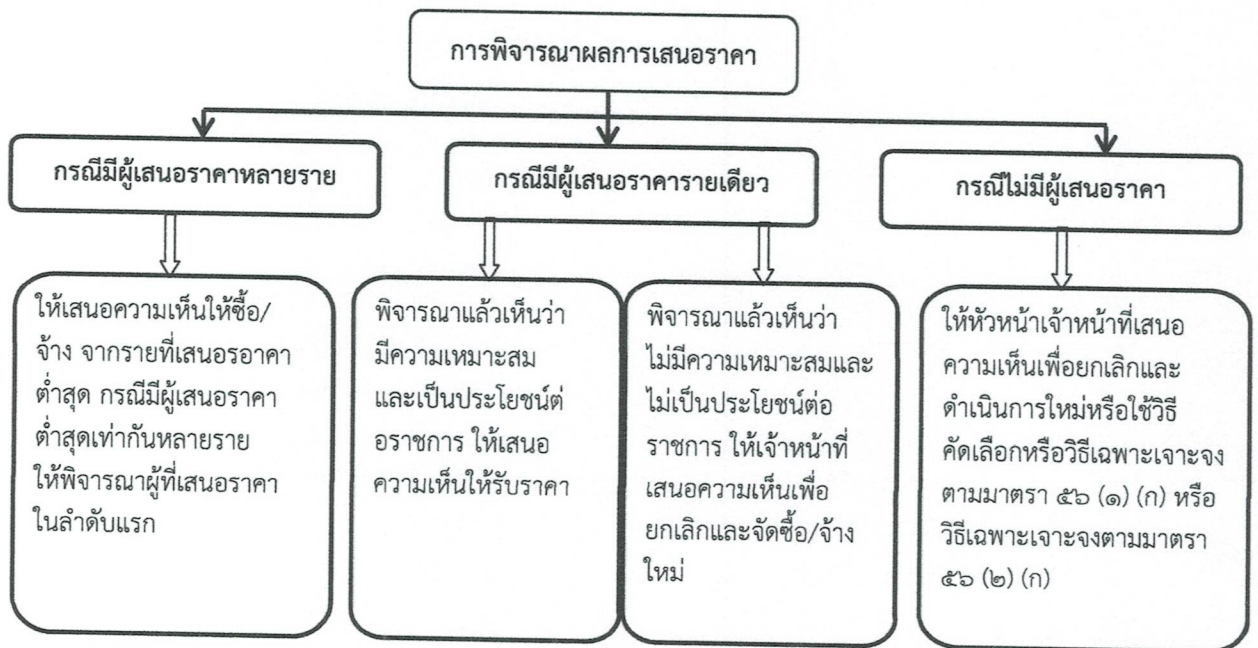 การพิจารณาผลการเสนอราคา
กรณีมีผู้เสนอราคาหลายราย
กรณีมีผู้เสนอราคารายเดียว
กรณีไม่มีผู้เสนอราคา
ให้เสนอความเห็นให้ซื้อ/
จ้าง จากรายที่เสนอรอาคา
ต่ำสุด กรณีมีผู้เสนอราคา
ต่ำสุดเท่ากันหลายราย
ให้พิจารณาผู้ที่เสนอราคา
ในลำดับแรก
พิจารณาแล้วเห็นว่า
มีความเหมาะสม
และเป็นประโยชน์ต่
อราชการ ให้เสนอ
ความเห็นให้รับราคา
พิจารณาแล้วเห็นว่า
ไม่มีความเหมาะสมและ
ไม่เป็นประโยชน์ต่อ
ราชการ ให้เจ้าหน้าที่
เสนอความเห็นเพื่อ
ยกเลิกและจัดซื้อ/จ้าง
ใหม่
ให้หัวหน้าเจ้าหน้าที่เสนอ
ความเห็นเพื่อยกเลิกและ
ดำเนินการใหม่หรือใช้วิธี
คัดเลือกหรือวิธีเฉพาะเจาะจง
ตามมาตรา ๕๖ (๑) (ก) หรือ
วิธีเฉพาะเจาะจงตามมาตรา
๕๖ (๒) (ก)